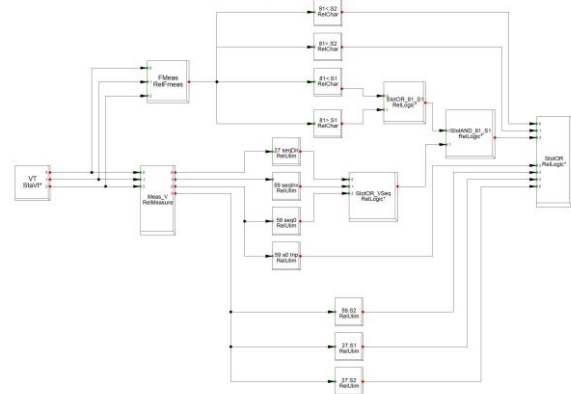 81<.S2
RelChar
81>.S2
RelChar
FMeas
RelFmeas
81<.S1
RelChar
81>.S1
RelChar
SlotOR_81_S1
RelLogic*
SlotAND_81_S1
RelLogic*
SlotOR
RelLogic*
VT
StaVt*
Meas_V
RelMeasure
27 seqDir
RelUlim
RelUlim
59 seq0
RelUlim
SlotOR_VSeq
RelLogic*
59 s0 trip
RelUlim
59.S2
RelUlim
27.S1
RelUlim
27.S2
RelUlim